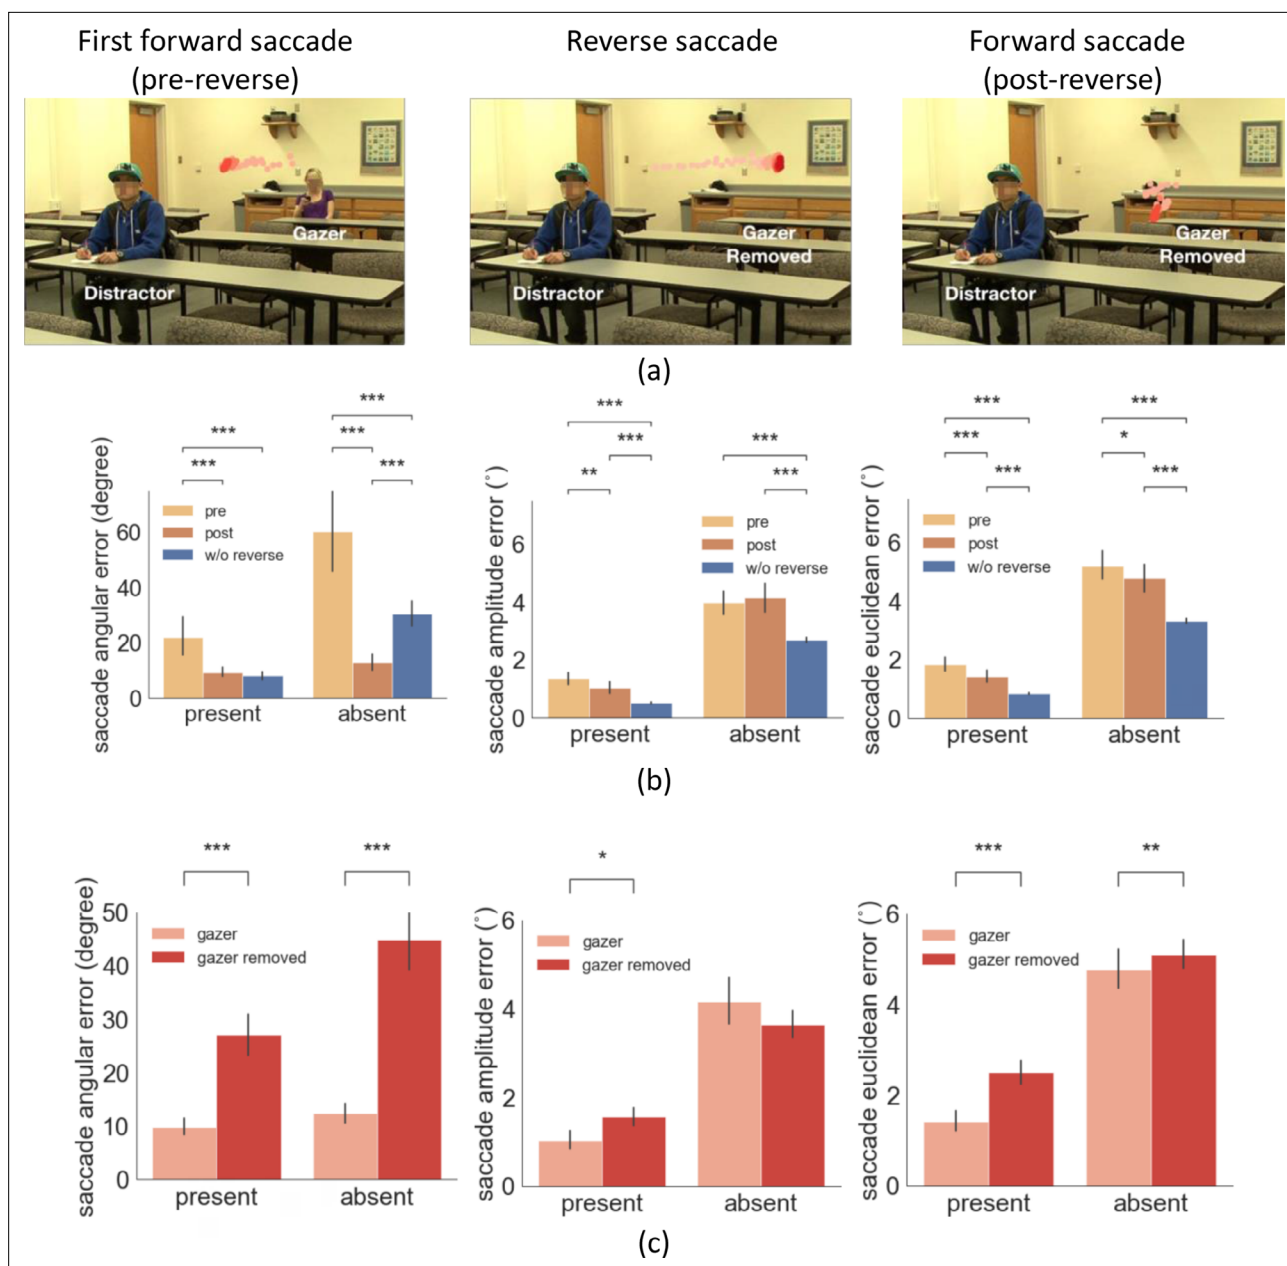 First forward saccade
(pre-reverse)
Reverse saccade
Forward saccade
(post-reverse)
Gazer
Distractor
Gazer
Removed
Distractor
Gazer
Removed
Distractor
(a)
saccade angular error (degree)
***
***
***
***
***
60
40
20
0
pre
post
w/o reverse
present
absent
saccade amplitude error (°)
***
***
**
***
***
6
4
2
0
pre
post
w/o reverse
present
absent
saccade euclidean error (°)
***
***
***
***
*
***
6
4
2
0
pre
post
w/o reverse
present
absent
(b)
saccade angular error (degree)
***
***
50
40
30
20
10
0
gazer
gazer removed
present
absent
saccade amplitude error (°)
*
6
4
2
0
gazer
gazer removed
present
absent
saccade euclidean error (°)
***
**
6
4
2
0
gazer
gazer removed
present
absent
(c)